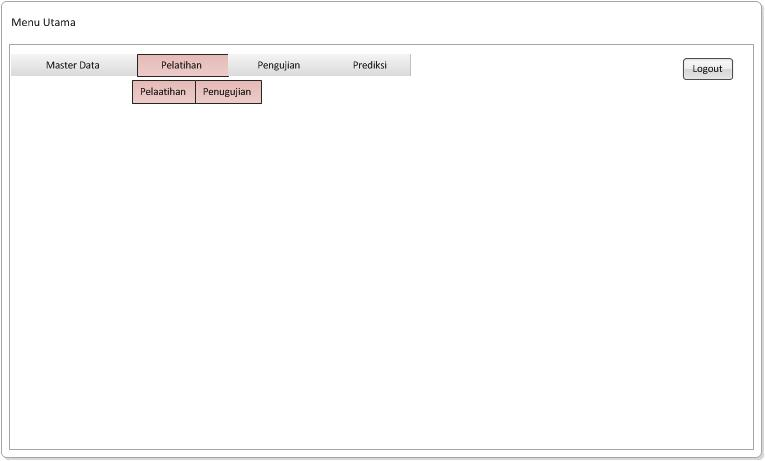 Menu Utama
Master Data Pelatihan Pengujian Prediksi Logout
Pelaatihan Penugujian